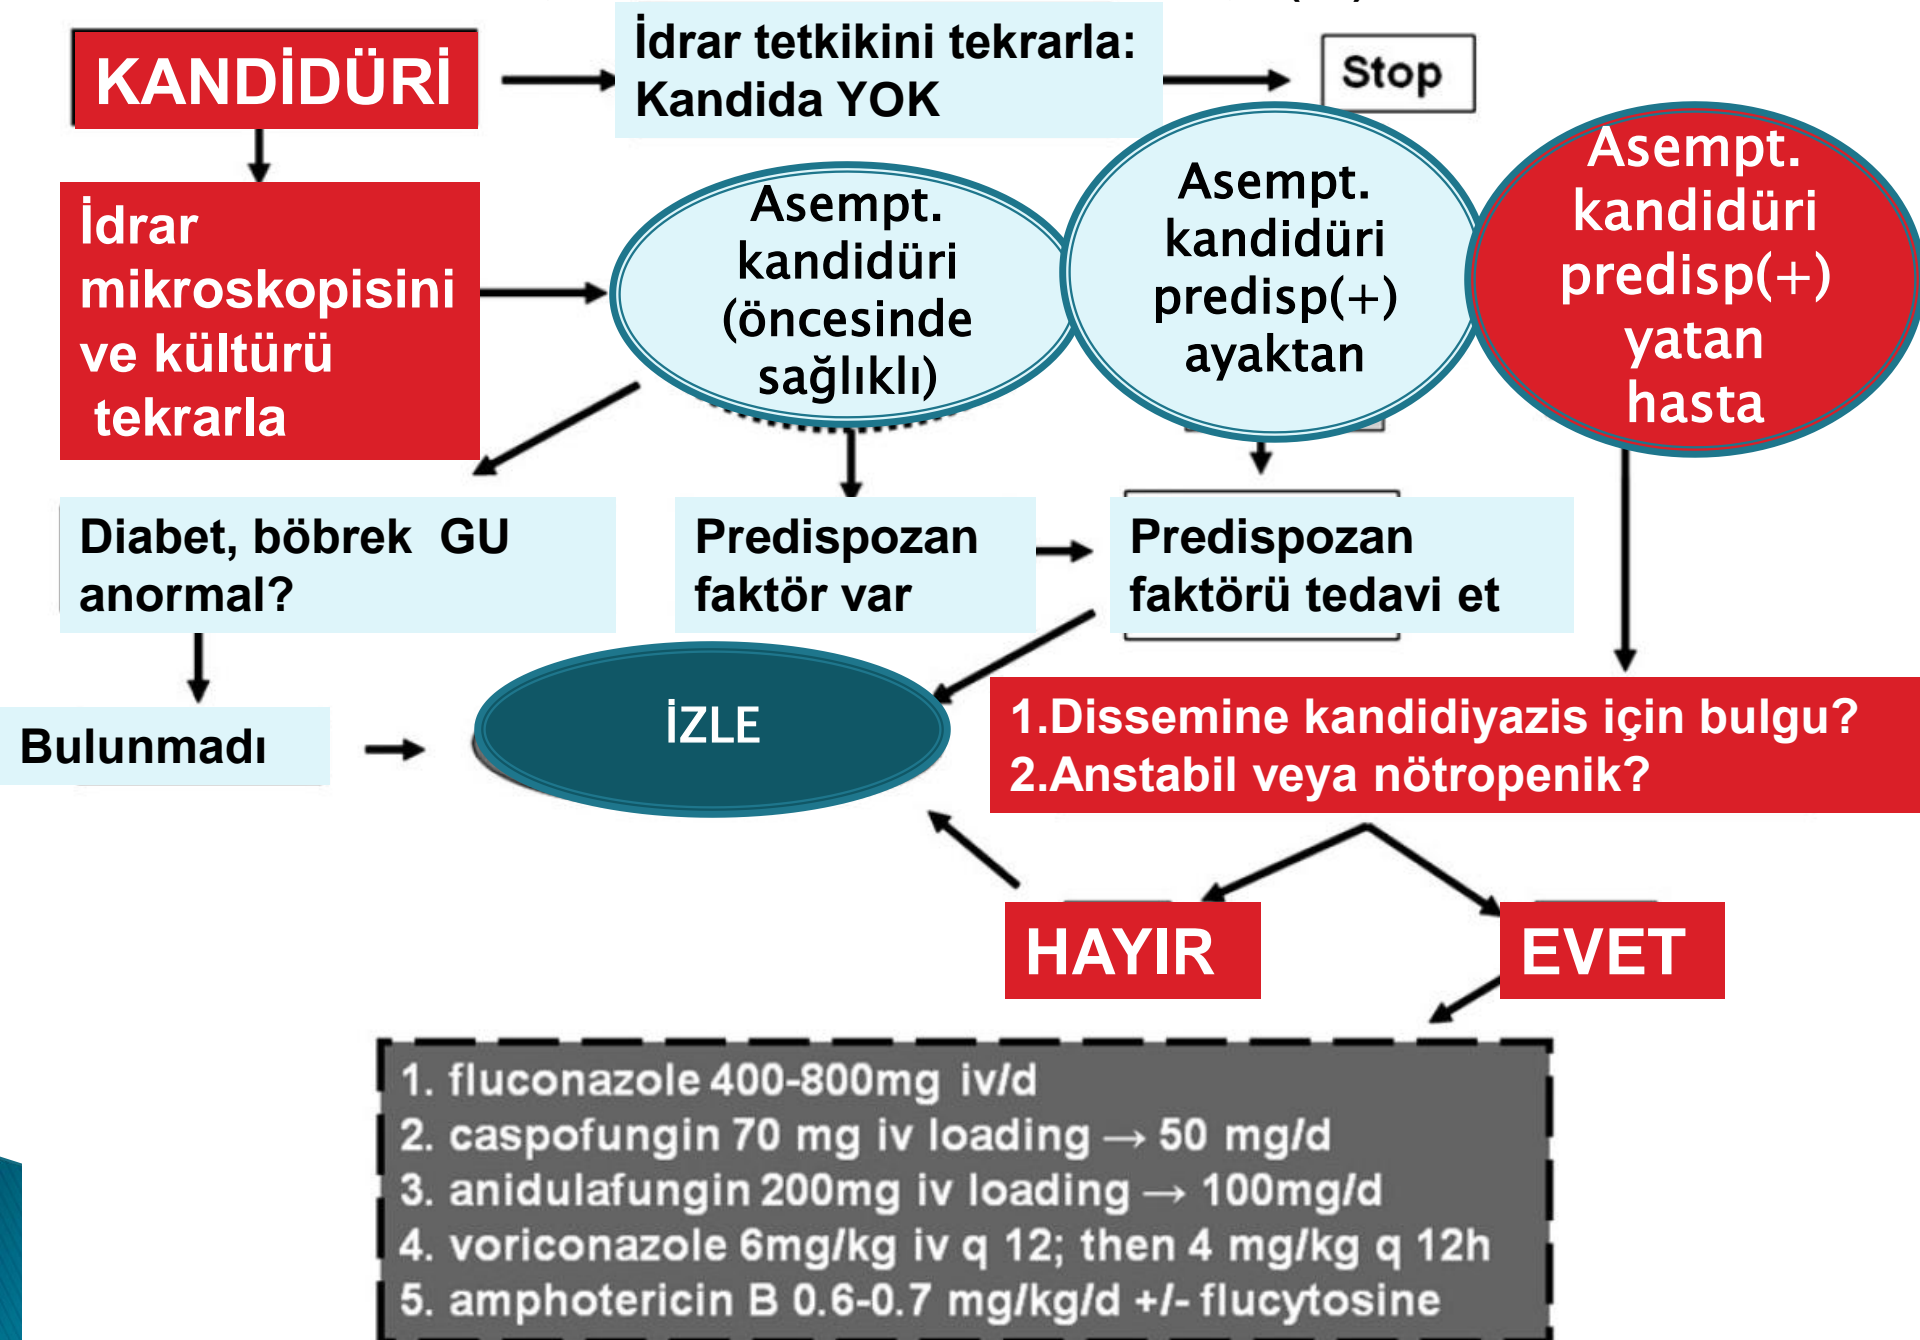 KANDİDÜRİ
İdrar tetkikini tekrarla:
Kandida YOK
Stop
İdrar
mikroskopisini
ve kültürü
tekrarla
Asempt.
kandidüri
(öncesinde
sağlıklı)
Asempt.
kandidüri
predisp(+)
ayaktan
Asempt.
kandidüri
predisp(+)
yatan
hasta
Diabet, böbrek GU
anormal?
Predispozan
faktör var
Predispozan
faktörü tedavi et
Bulunmadı
İZLE
1.Dissemine kandidiyazis için bulgu?
2.Anstabil veya nötropenik?
HAYIR
EVET
1. fluconazole 400-800mg iv/d
2. caspofungin 70 mg iv loading → 50 mg/d
3. anidulafungin 200mg iv loading → 100mg/d
4. voriconazole 6mg/kg iv q 12; then 4 mg/kg q 12h
5. amphotericin B 0.6-0.7 mg/kg/d +/- flucytosine